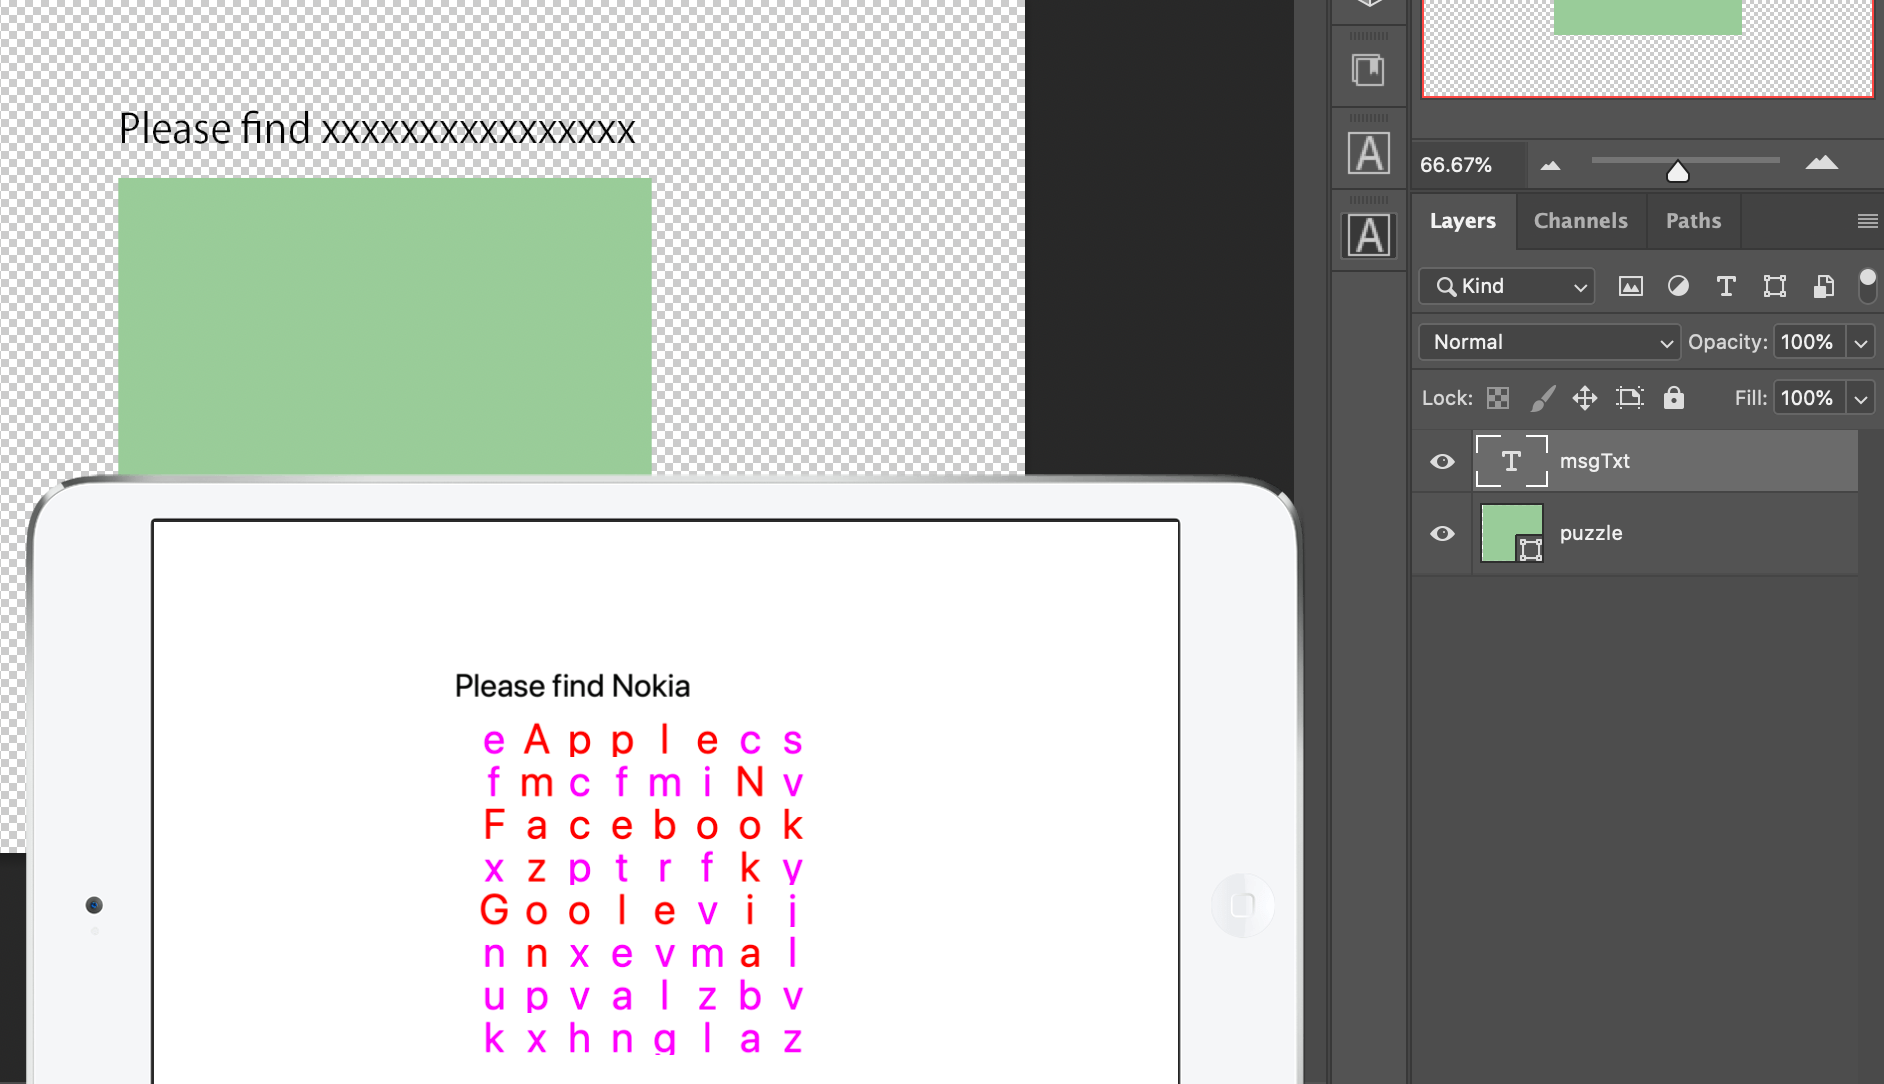 Please find xxxxxxxxxxxxxxxx
66.67%
Layers Channels Paths
Kind
Normal Opacity: 100%
Lock: Fill: 100%
msgTxt
puzzle
Please find Nokia
e A p p l e c s
f m c f m i N v
F a c e b o o k
x z p t r f k y
G o o l e v i j
n n x e v m a l
u p v a l z b v
k x h n g l a z